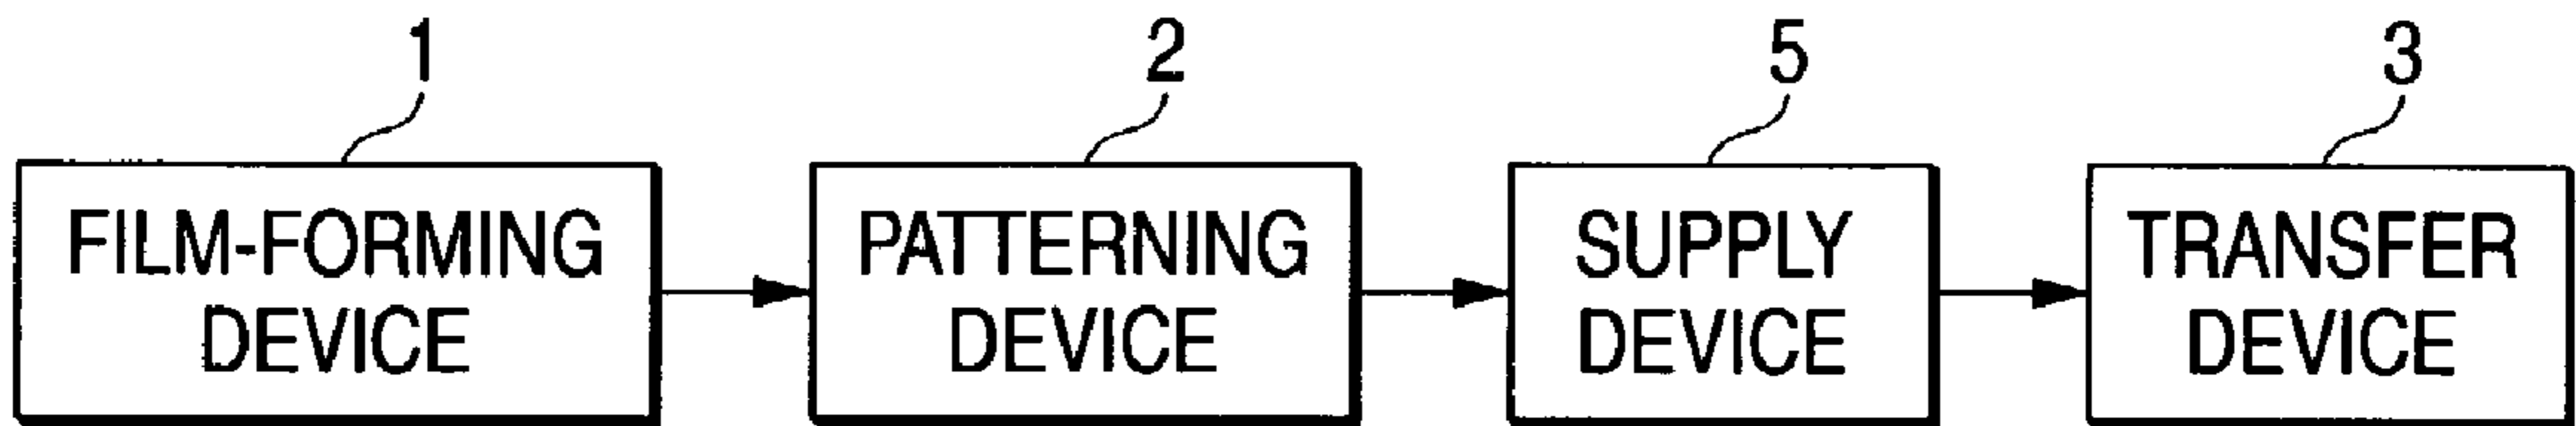 1 2 5 3
FILM-FORMING PATTERNING SUPPLY TRANSFER
DEVICE DEVICE DEVICE DEVICE